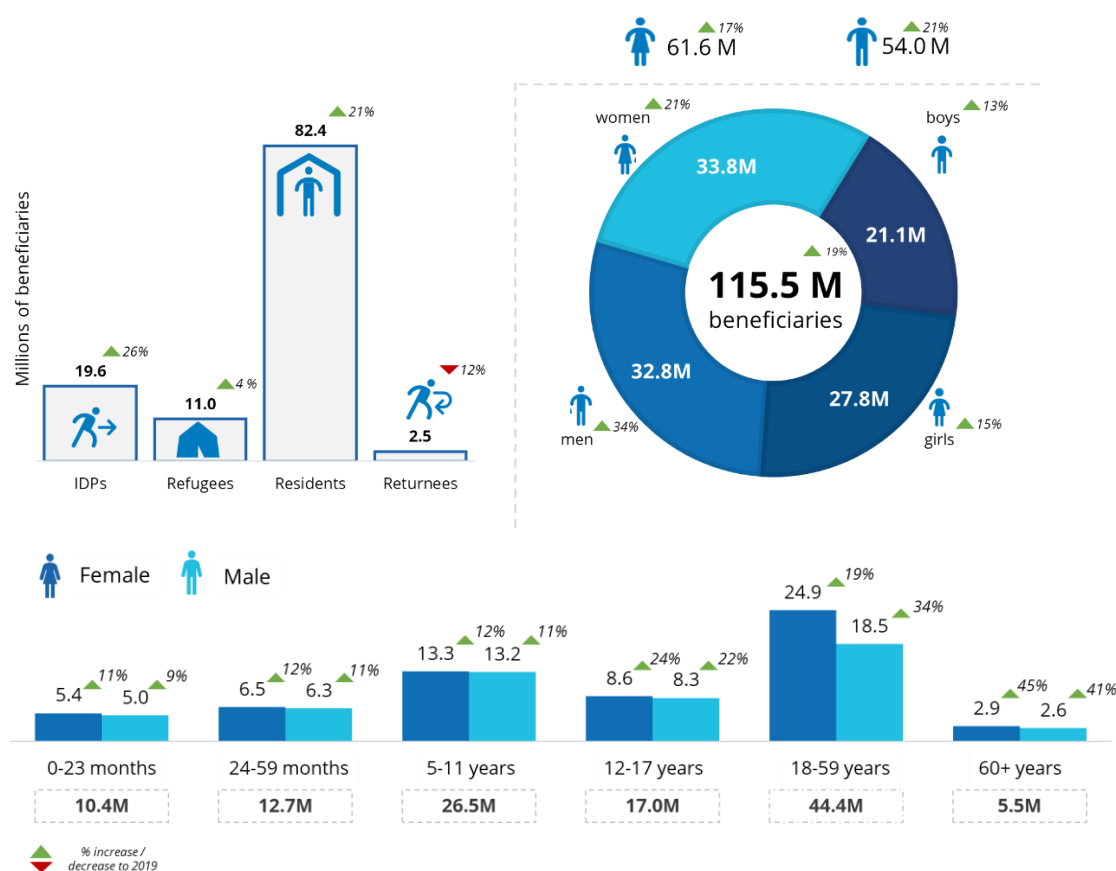 17%
61.6 M
21%
54.0 M
Millions of beneficiaries
26%
19.6
4 %
11.0
21%
82.4
12%
2.5
IDPs
Refugees
Residents
Returnees
women
21%
33.8M
boys
13%
21.1M
19%
115.5 M
beneficiaries
32.8M
27.8M
men
34%
girls
15%
Female
Male
5.4
11%
5.0
9%
6.5
12%
6.3
11%
13.3
12%
13.2
11%
8.6
24%
8.3
22%
24.9
19%
18.5
34%
2.9
45%
2.6
41%
0-23 months
24-59 months
5-11 years
12-17 years
18-59 years
60+ years
10.4M
12.7M
26.5M
17.0M
44.4M
5.5M
% increase /
decrease to 2019